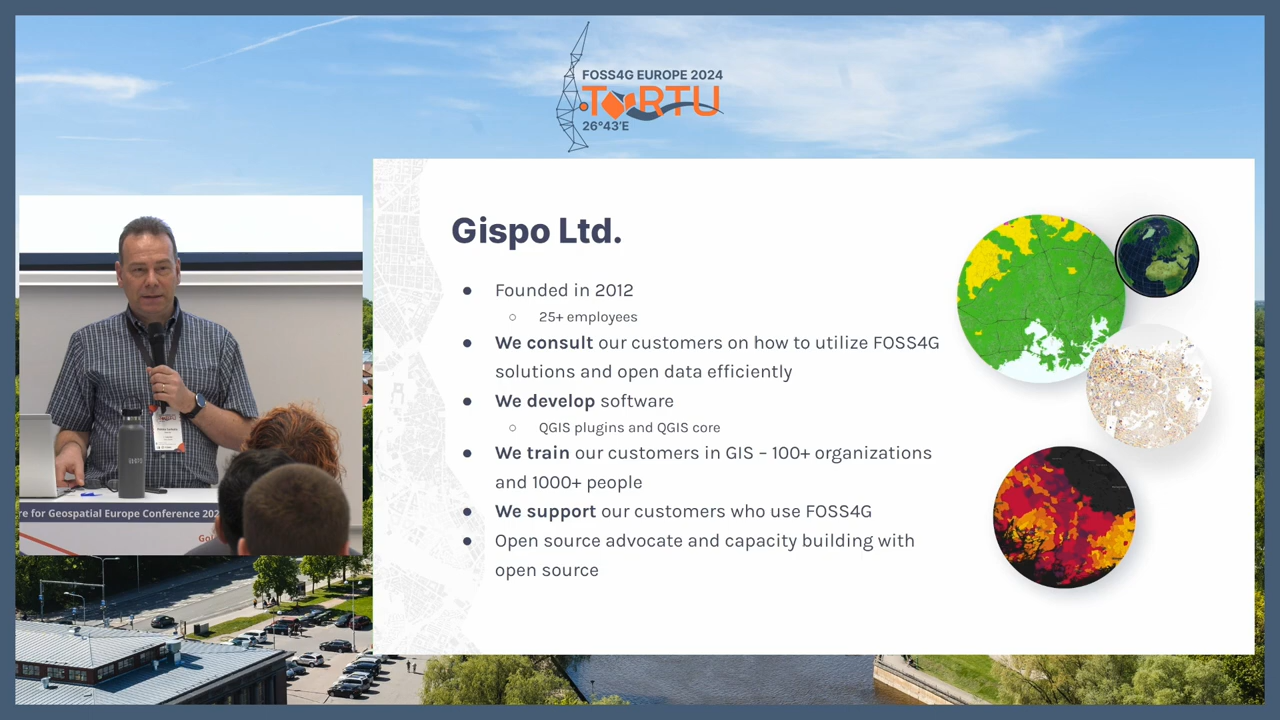 FOSS4G EUROPE 2024
TORTU
26°43'E
Gispo Ltd.
● Founded in 2012
○ 25+ employees
● We consult our customers on how to utilize FOSS4G
solutions and open data efficiently
● We develop software
○ QGIS plugins and QGIS core
● We train our customers in GIS – 100+ organizations
and 1000+ people
● We support our customers who use FOSS4G
● Open source advocate and capacity building with
open source
re for Geospatial Europe Conference 202
Gol